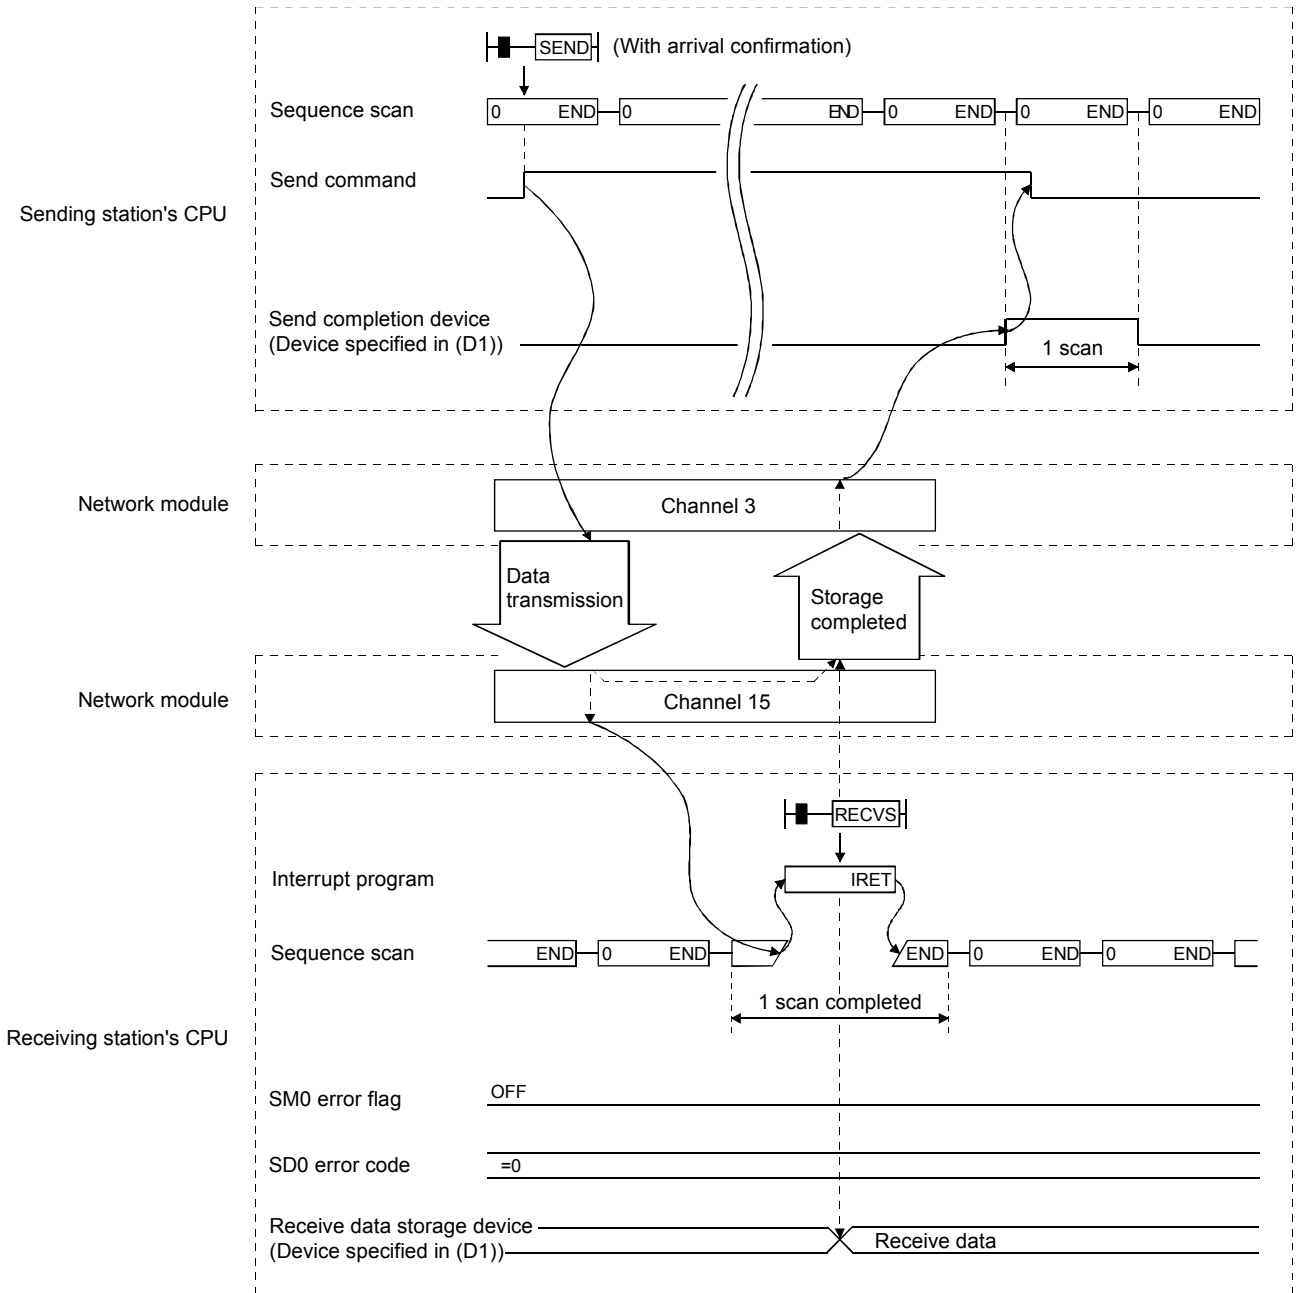 SEND (With arrival confirmation)
Sequence scan 0 END 0 END 0 END 0 END 0 END
Send command
Sending station's CPU
Send completion device
(Device specified in (D1))
1 scan
Network module Channel 3
Data
transmission
Storage
completed
Network module Channel 15
RECVS
Interrupt program IRET
Sequence scan END 0 END END 0 END 0 END
1 scan completed
Receiving station's CPU
SM0 error flag OFF
SD0 error code =0
Receive data storage device
(Device specified in (D1))
Receive data